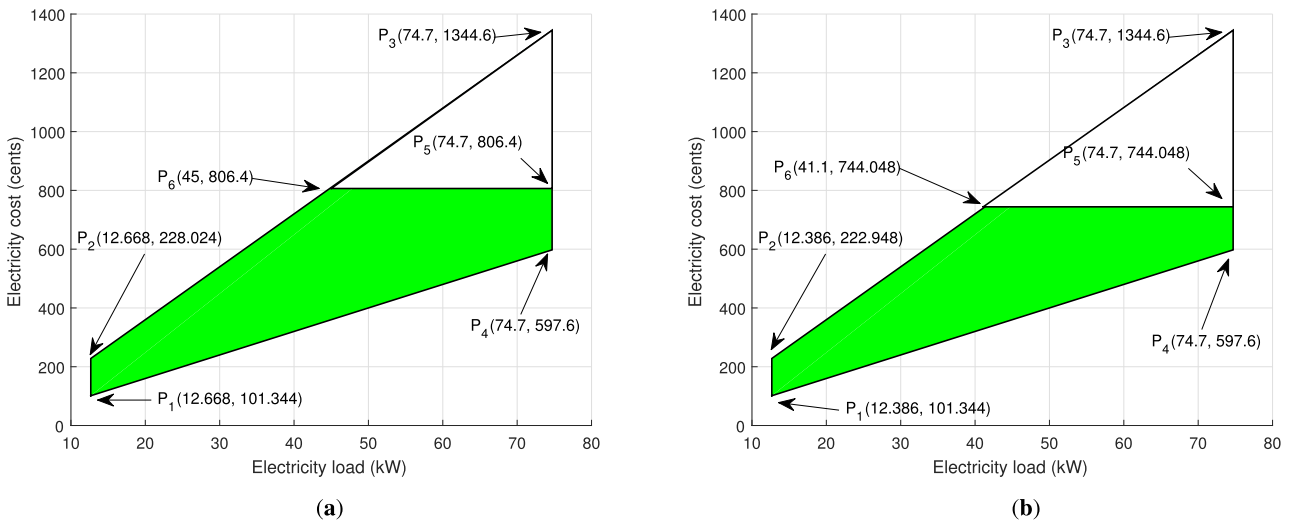 1400
1200
1000
800
600
400
200
0
10 20 30 40 50 60 70 80
Electricity cost (cents)
Electricity load (kW)
P3(74.7, 1344.6)
P5(74.7, 806.4)
P6(45, 806.4)
P2(12.668, 228.024)
P4(74.7, 597.6)
P1(12.668, 101.344)
(a)
1400
1200
1000
800
600
400
200
0
10 20 30 40 50 60 70 80
Electricity cost (cents)
Electricity load (kW)
P3(74.7, 1344.6)
P5(74.7, 744.048)
P6(41.1, 744.048)
P2(12.386, 222.948)
P4(74.7, 597.6)
P1(12.386, 101.344)
(b)